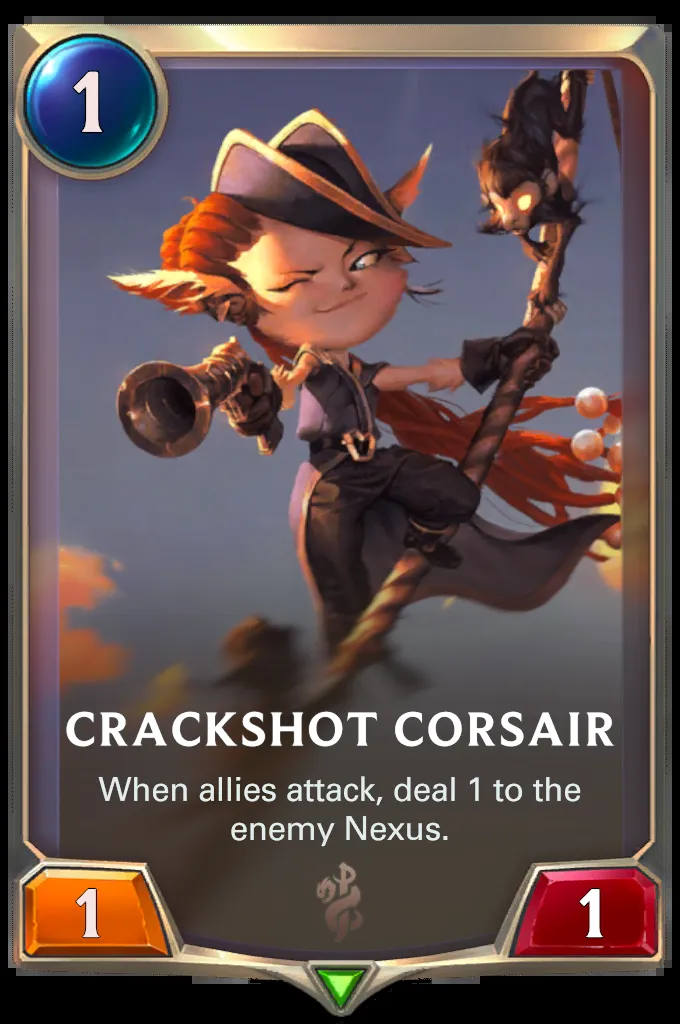 1
CRACKSHOT CORSAIR
When allies attack, deal 1 to the
enemy Nexus.
1 1